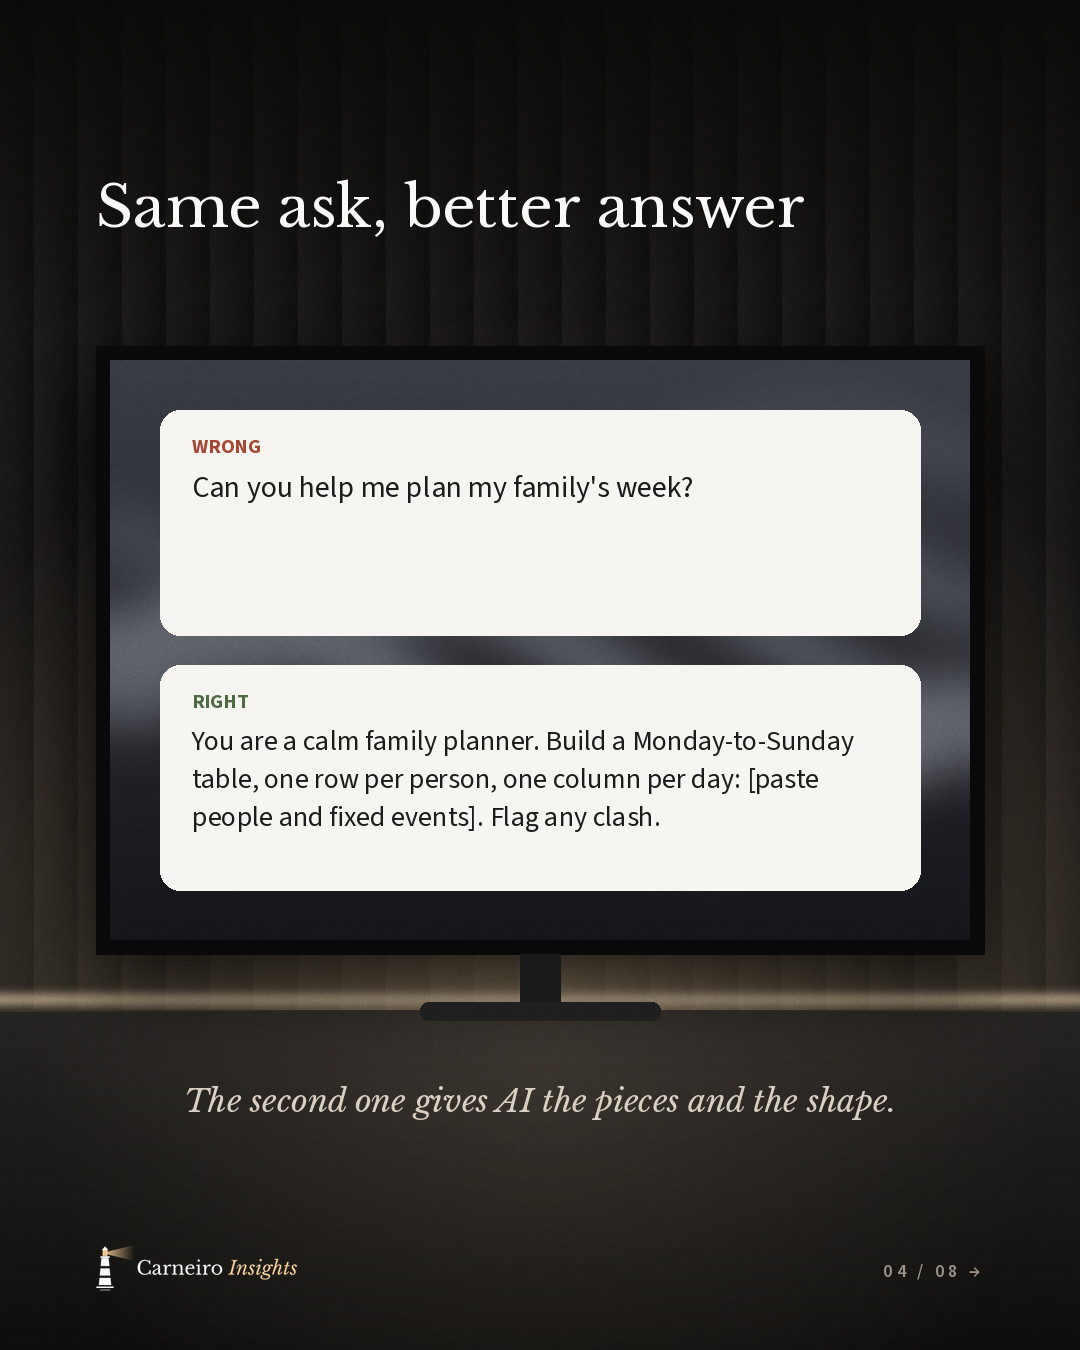 Same ask, better answer
WRONG
Can you help me plan my family's week?
RIGHT
You are a calm family planner. Build a Monday-to-Sunday
table, one row per person, one column per day: [paste
people and fixed events]. Flag any clash.
The second one gives AI the pieces and the shape.
Carneiro Insights
04 / 08 →